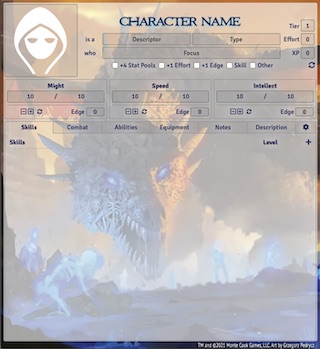 CHARACTER NAME
Tier 1
is a Descriptor Type Effort 0
who Focus XP 0
+4 Stat Pools +1 Effort +1 Edge Skill Other
Might Speed Intellect
10 / 10 10 / 10 10 / 10
Edge 0 Edge 0 Edge 0
Skills Combat Abilities Equipment Notes Description
Skills Level +
TM and ©2021 Monte Cook Games, LLC. Art by Grzegorz Pedrycz